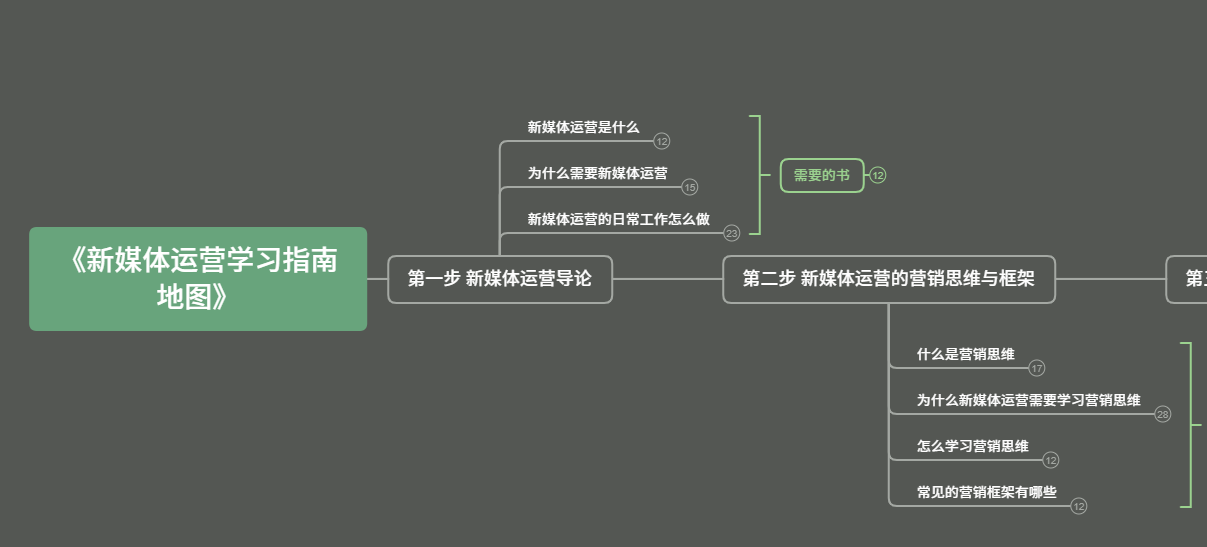 《新媒体运营学习指南
地图》
第一步 新媒体运营导论
新媒体运营是什么
12
为什么需要新媒体运营
15
新媒体运营的日常工作怎么做
23
需要的书
12
第二步 新媒体运营的营销思维与框架
什么是营销思维
17
为什么新媒体运营需要学习营销思维
28
怎么学习营销思维
12
常见的营销框架有哪些
12
第